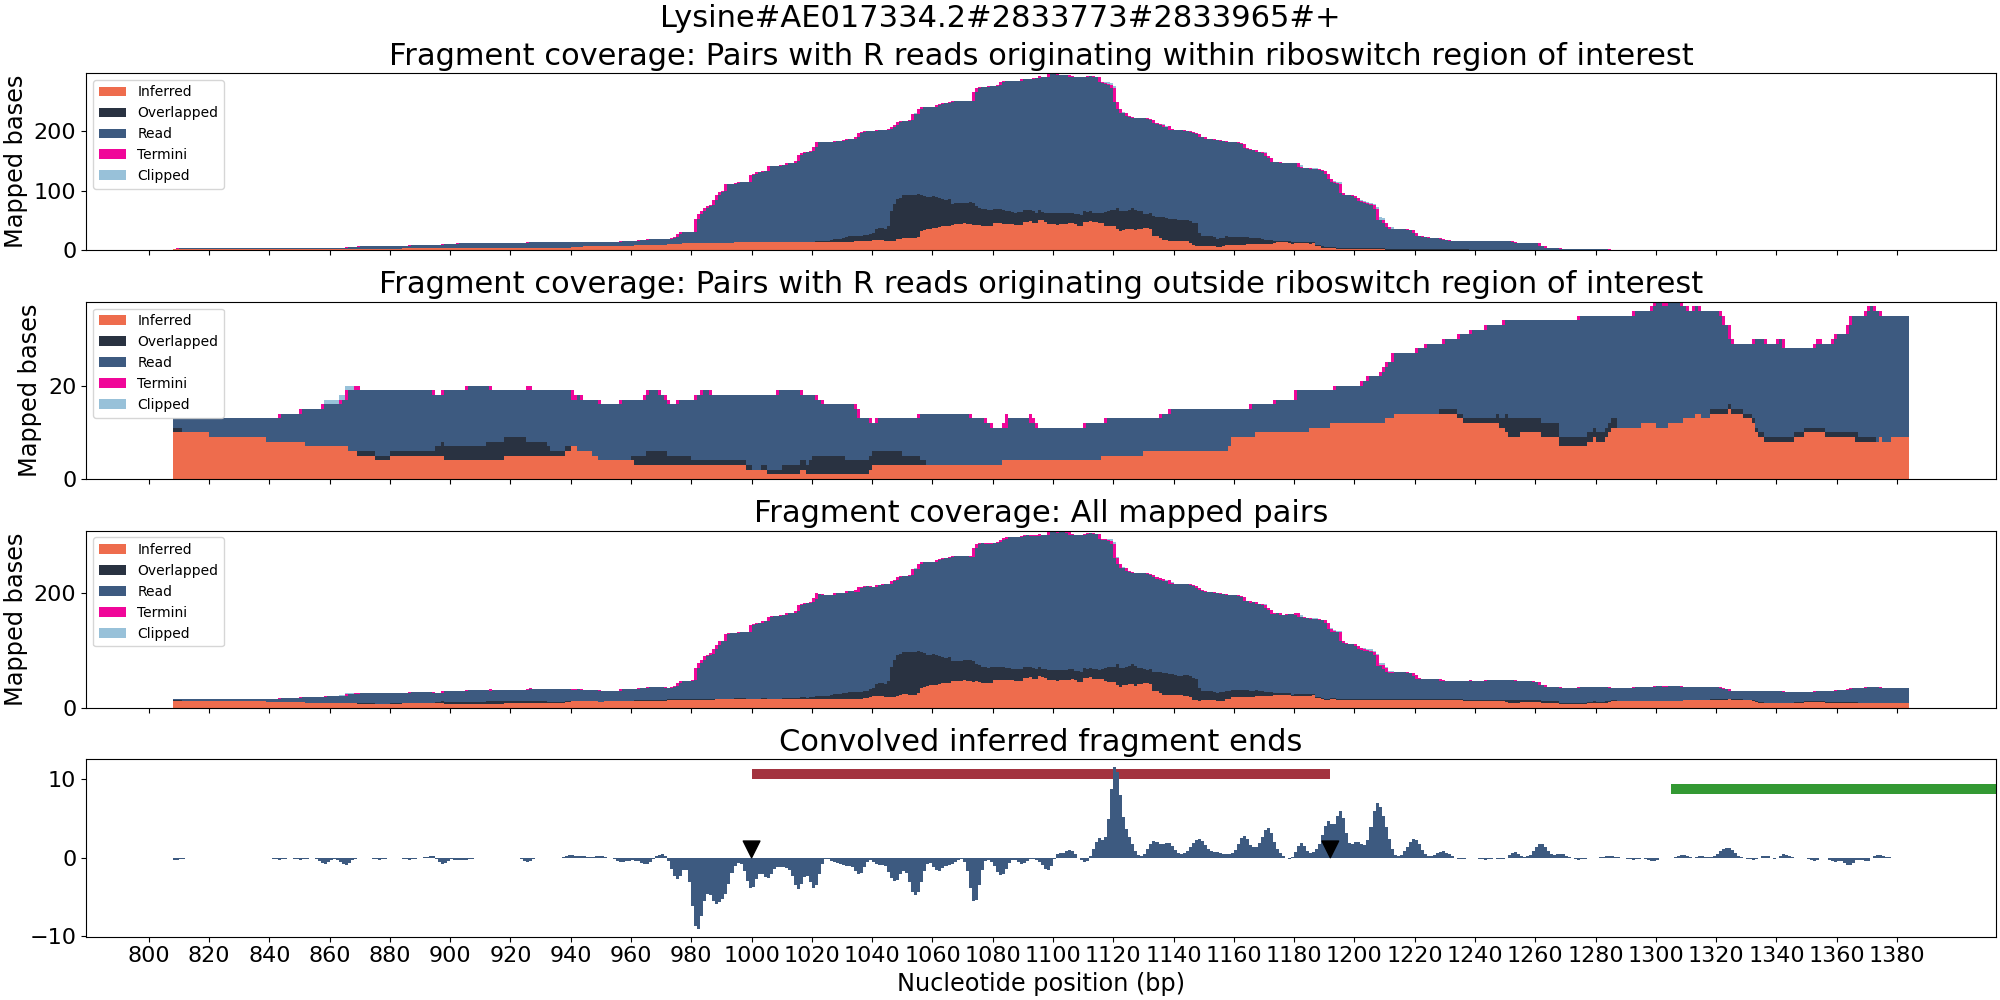 Lysine#AE017334.2#2833773#2833965#+
Fragment coverage: Pairs with R reads originating within riboswitch region of interest
Mapped bases
200
100
0
Inferred
Overlapped
Read
Termini
Clipped
Fragment coverage: Pairs with R reads originating outside riboswitch region of interest
Mapped bases
20
0
Inferred
Overlapped
Read
Termini
Clipped
Fragment coverage: All mapped pairs
Mapped bases
200
0
Inferred
Overlapped
Read
Termini
Clipped
Convolved inferred fragment ends
10
0
−10
800 820 840 860 880 900 920 940 960 980 1000 1020 1040 1060 1080 1100 1120 1140 1160 1180 1200 1220 1240 1260 1280 1300 1320 1340 1360 1380
Nucleotide position (bp)